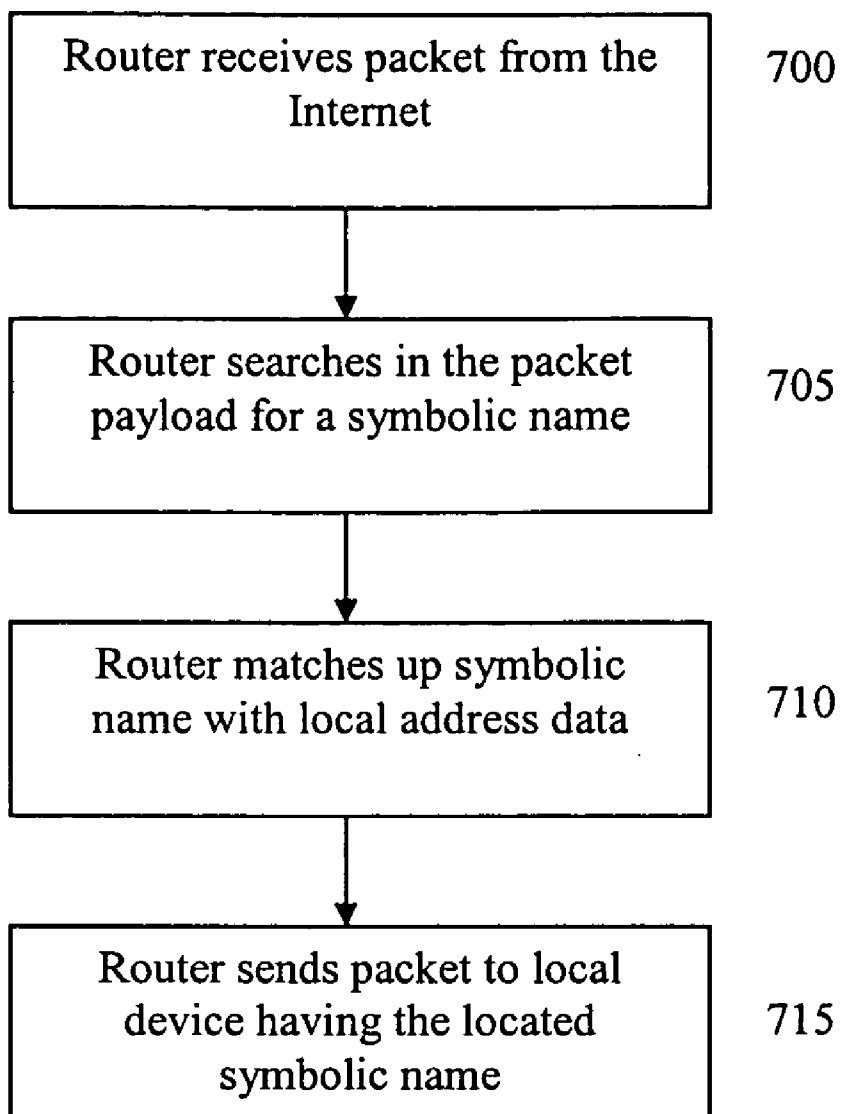 Router receives packet from the
Internet
700
Router searches in the packet
payload for a symbolic name
705
Router matches up symbolic
name with local address data
710
Router sends packet to local
device having the located
symbolic name
715